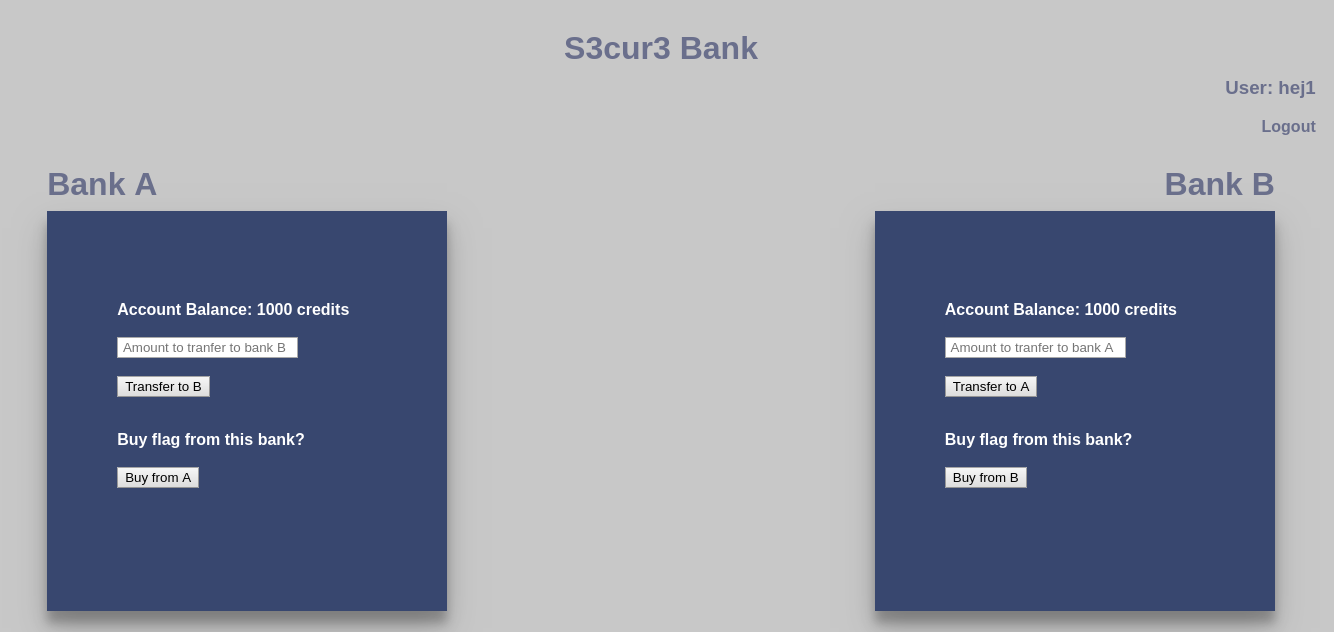 S3cur3 Bank
User: hej1
Logout
Bank A
Account Balance: 1000 credits
Amount to tranfer to bank B
Transfer to B
Buy flag from this bank?
Buy from A
Bank B
Account Balance: 1000 credits
Amount to tranfer to bank A
Transfer to A
Buy flag from this bank?
Buy from B